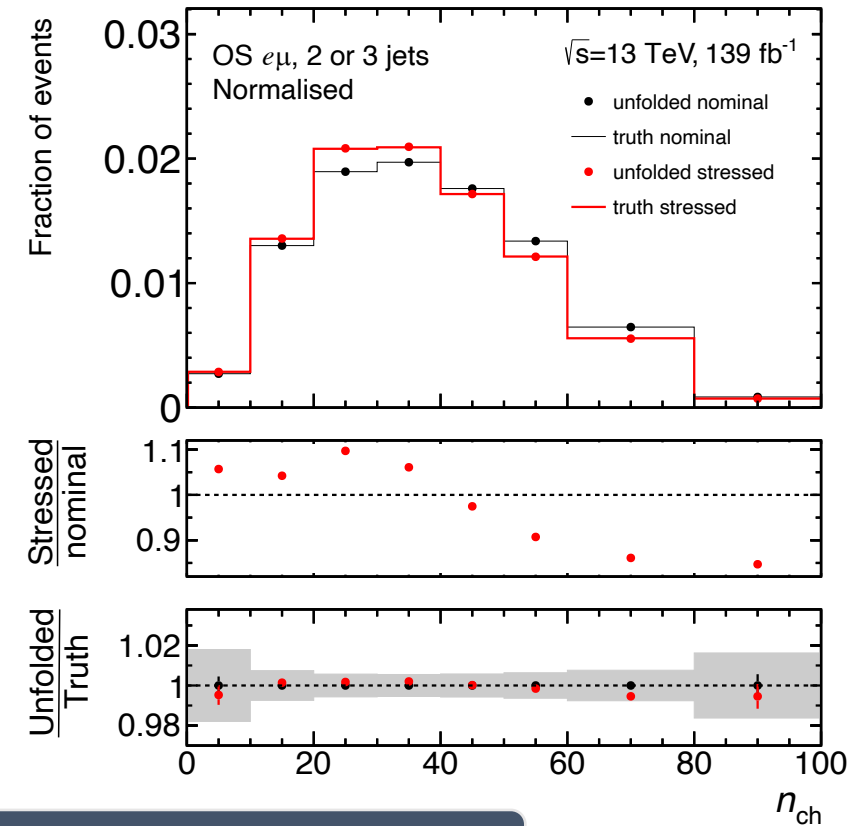 0.03
0.02
0.01
0
Fraction of events
OS eμ, 2 or 3 jets
Normalised
√s=13 TeV, 139 fb⁻¹
unfolded nominal
truth nominal
unfolded stressed
truth stressed
1.1
1
0.9
Stressed
nominal
1.02
1
0.98
Unfolded
Truth
0 20 40 60 80 100
n_ch